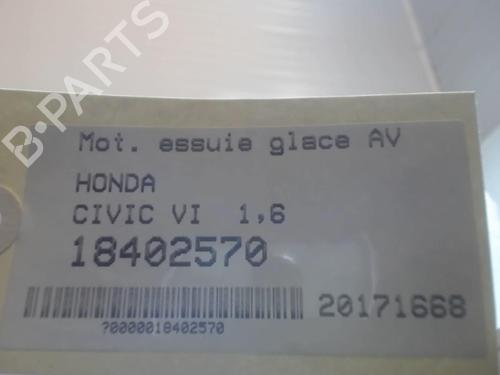 B-PARTS
Mot. essuie glace AV
HONDA
CIVIC VI 1,6
18402570
20171668
?0000018402570